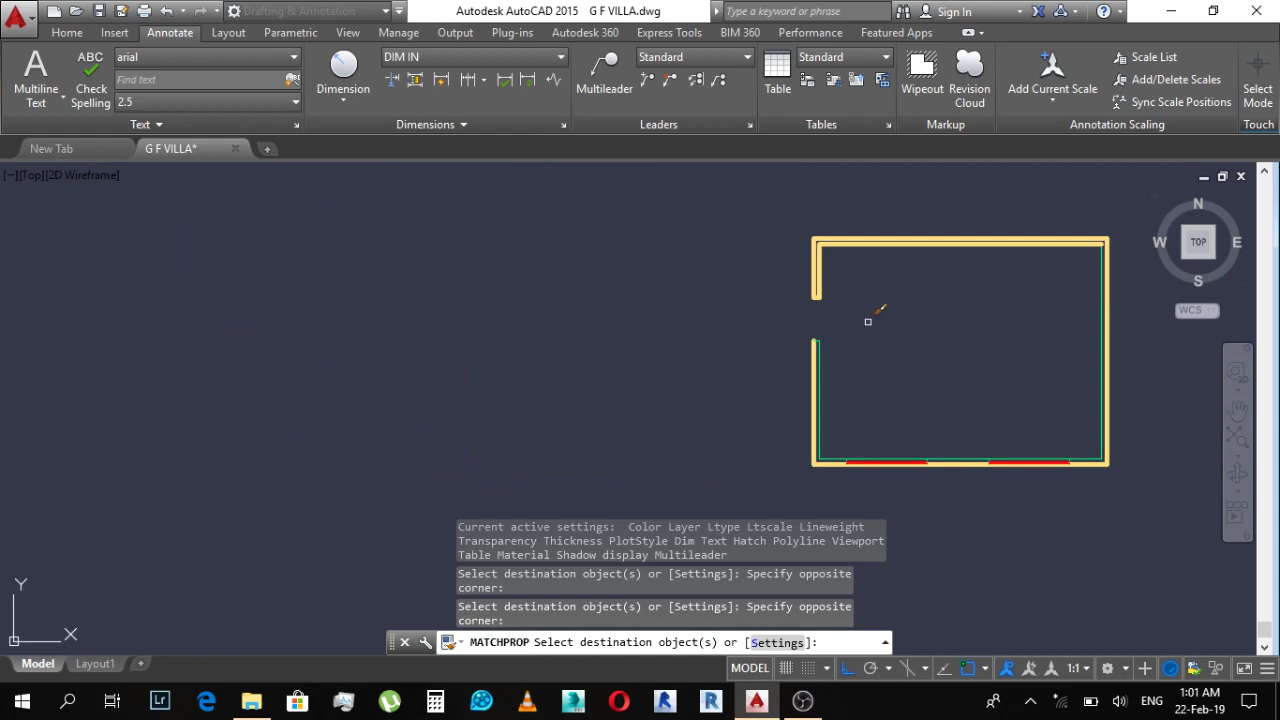 Drafting & Annotation
Autodesk AutoCAD 2015 G F VILLA.dwg
Type a keyword or phrase
Sign In
Home Insert Annotate Layout Parametric View Manage Output Plug-ins Autodesk 360 Express Tools BIM 360 Performance Featured Apps
Multiline
Text
ABC
Check
Spelling
arial
Find text
2.5
Text
Dimension
DIM IN
Dimensions
Multileader
Standard
Leaders
Table
Standard
Tables
Wipeout
Revision
Cloud
Markup
Add Current Scale
Scale List
Add/Delete Scales
Sync Scale Positions
Annotation Scaling
Select
Mode
Touch
New Tab
G F VILLA*
[−][Top][2D Wireframe]
N
W TOP E
S
WCS
Y
X
Current active settings: Color Layer Ltype Ltscale Lineweight
Transparency Thickness PlotStyle Dim Text Hatch Polyline Viewport
Table Material Shadow display Multileader
Select destination object(s) or [Settings]: Specify opposite
corner:
Select destination object(s) or [Settings]: Specify opposite
corner:
MATCHPROP Select destination object(s) or [Settings]:
Model Layout1
MODEL
1:1
Lr
ENG
1:01 AM
22-Feb-19